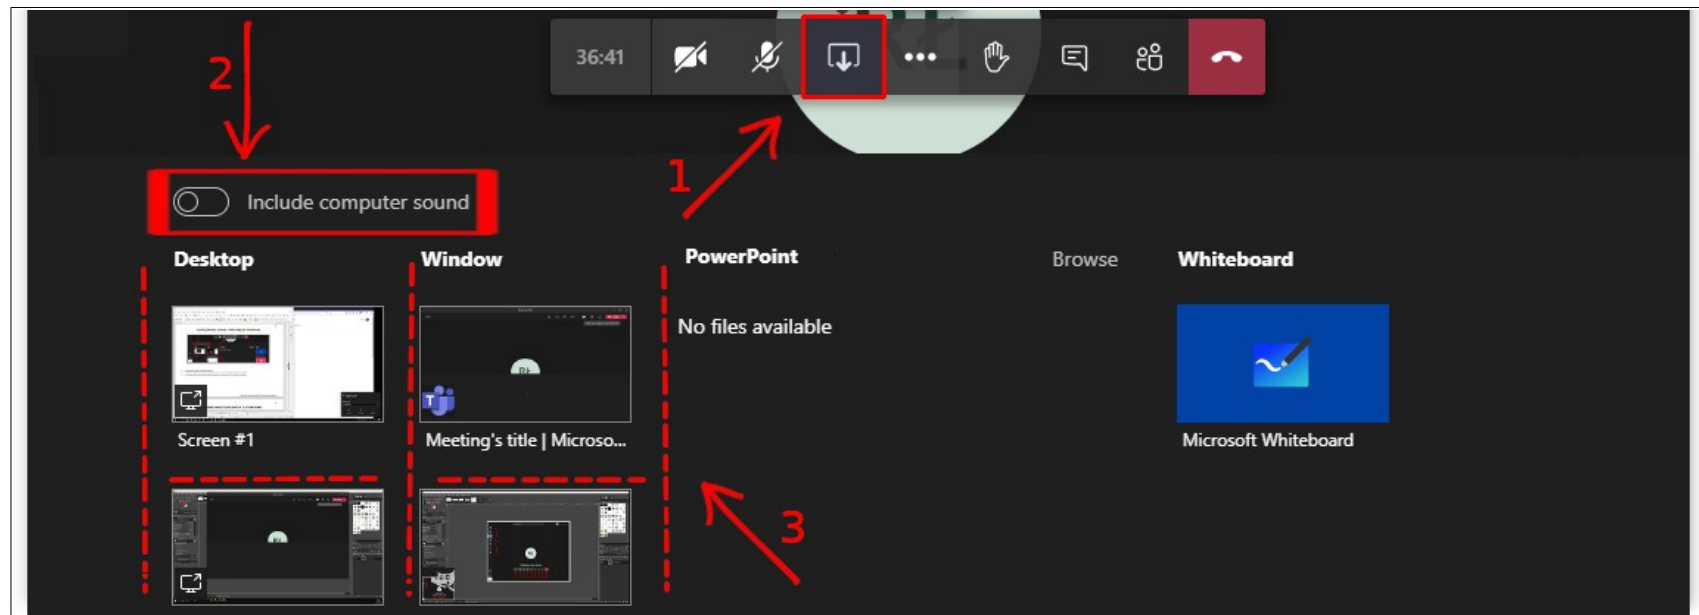 36:41
2
1
Include computer sound
Desktop
Window
PowerPoint
Browse
Whiteboard
No files available
Screen #1
Meeting's title | Microso...
Microsoft Whiteboard
3